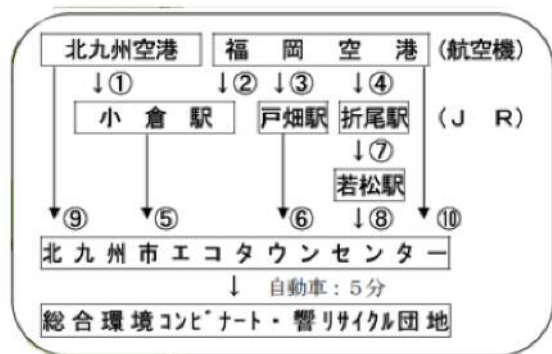 北九州空港 福岡空港 (航空機)
↓① ↓② ↓③ ↓④
小倉駅 戸畑駅 折尾駅 (JR)
↓⑦
若松駅
⑨ ⑤ ⑥ ↓⑧ ⑩
北九州市エコタウンセンター
↓ 自動車:5分
総合環境コンビナート・響リサイクル団地